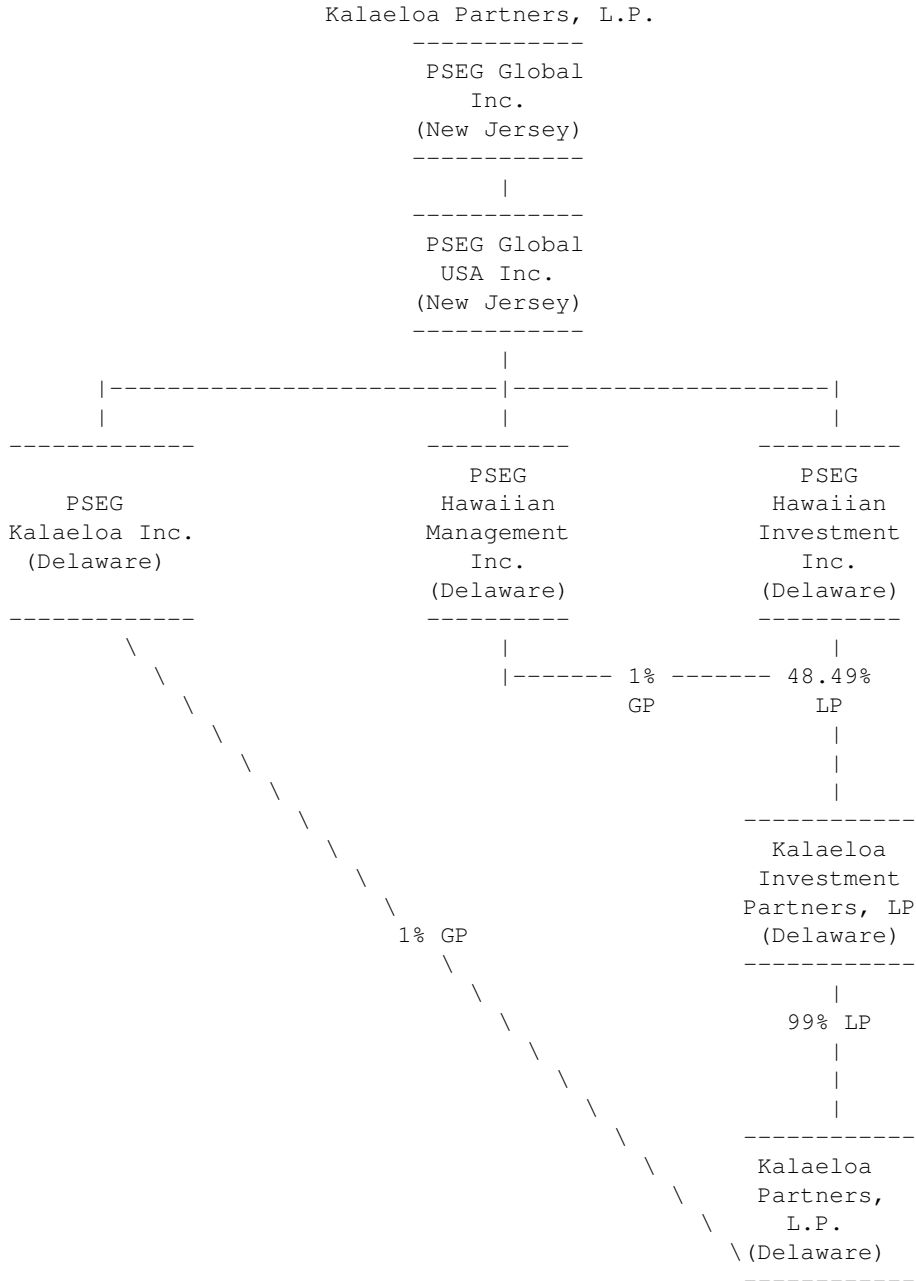 Kalaeloa Partners, L.P.
------------
PSEG Global
Inc.
(New Jersey)
------------
|
------------
PSEG Global
USA Inc.
(New Jersey)
------------
|
|---------------------------|----------------------|
| | |
------------- ---------- ----------
PSEG PSEG
PSEG Hawaiian Hawaiian
Kalaeloa Inc. Management Investment
(Delaware) Inc. Inc.
(Delaware) (Delaware)
------------- ---------- ----------
\ | |
\ |------- 1% ------- 48.49%
\ GP LP
\ |
\ |
\ |
\ ------------
\ Kalaeloa
\ Investment
\ Partners, LP
1% GP (Delaware)
\ ------------
\ |
\ 99% LP
\ |
\ |
\ |
\ ------------
\ Kalaeloa
\ Partners,
\ L.P.
\ (Delaware)
------------